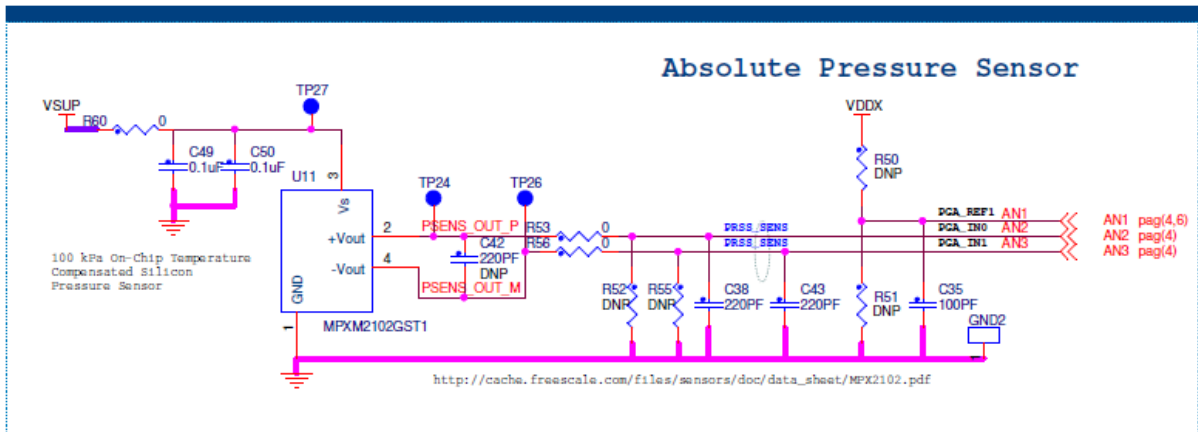 Absolute Pressure Sensor
VSUP
R60
0
TP27
VDDX
C49
0.1uF
C50
0.1uF
U11
3
Vs
TP24
TP26
R50
DNP
2
+Vout
PSENS_OUT_P
R53
0
PRSS_SENS
PGA_REF1
AN1
AN1 pag(4,6)
PGA_IN0
AN2
AN2 pag(4)
C42
220PF
DNP
R56
0
PRSS_SENS
PGA_IN1
AN3
AN3 pag(4)
100 kPa On-Chip Temperature
Compensated Silicon
Pressure Sensor
4
-Vout
PSENS_OUT_M
GND
1
MPXM2102GST1
R52
DNP
R55
DNP
C38
220PF
C43
220PF
R51
DNP
C35
100PF
GND2
1
http://cache.freescale.com/files/sensors/doc/data_sheet/MPX2102.pdf